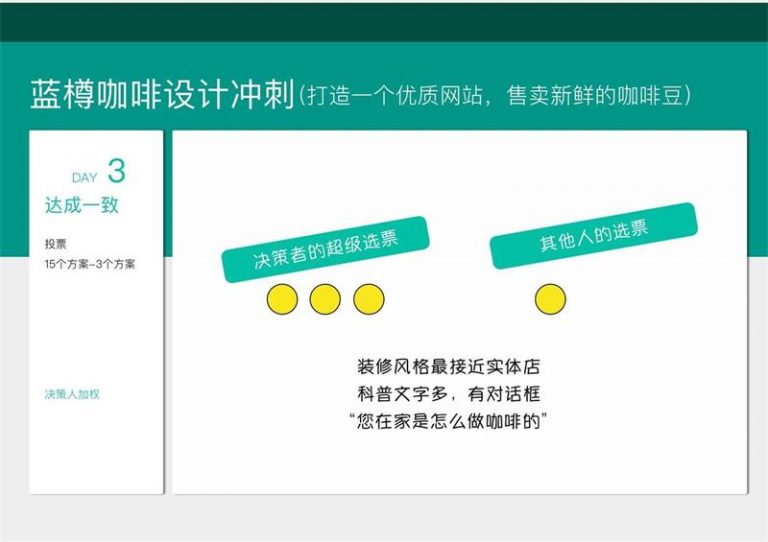 蓝樽咖啡设计冲刺(打造一个优质网站，售卖新鲜的咖啡豆)
DAY 3
达成一致
投票
15个方案-3个方案
决策人加权
决策者的超级选票
其他人的选票
装修风格最接近实体店
科普文字多，有对话框
“您在家是怎么做咖啡的”